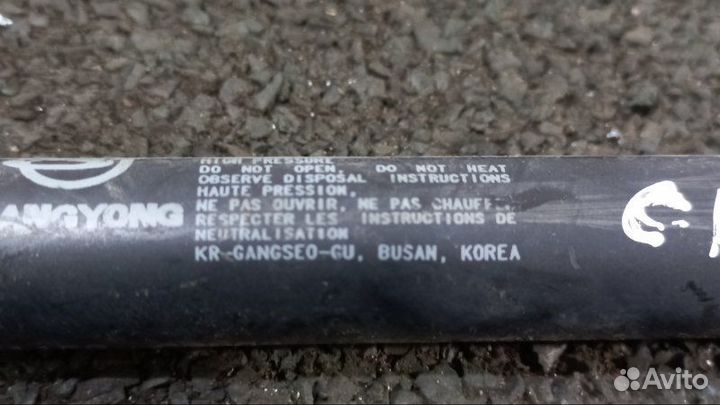 HIGH PRESSURE
DO NOT OPEN, DO NOT HEAT
OBSERVE DISPOSAL INSTRUCTIONS
HAUTE PRESSION,
NE PAS OUVRIR, NE PAS CHAUFFER,
RESPECTER LES INSTRUCTIONS DE
NEUTRALISATION
KR-GANGSEO-GU, BUSAN, KOREA
ANGYONG
Avito